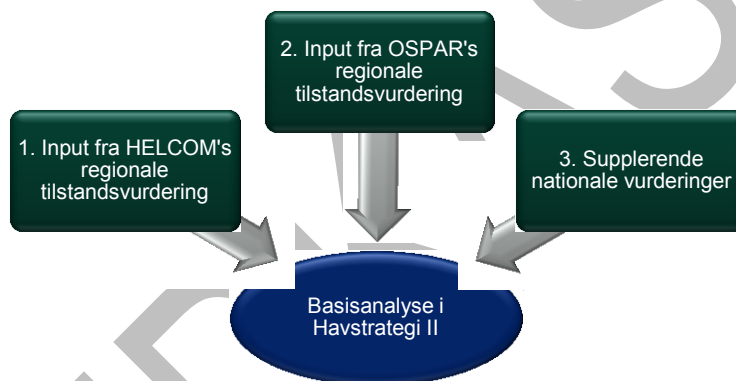 2. Input fra OSPAR's
regionale
tilstandsvurdering
1. Input fra HELCOM's
regionale
tilstandsvurdering
3. Supplerende
nationale vurderinger
Basisanalyse i
Havstrategi II